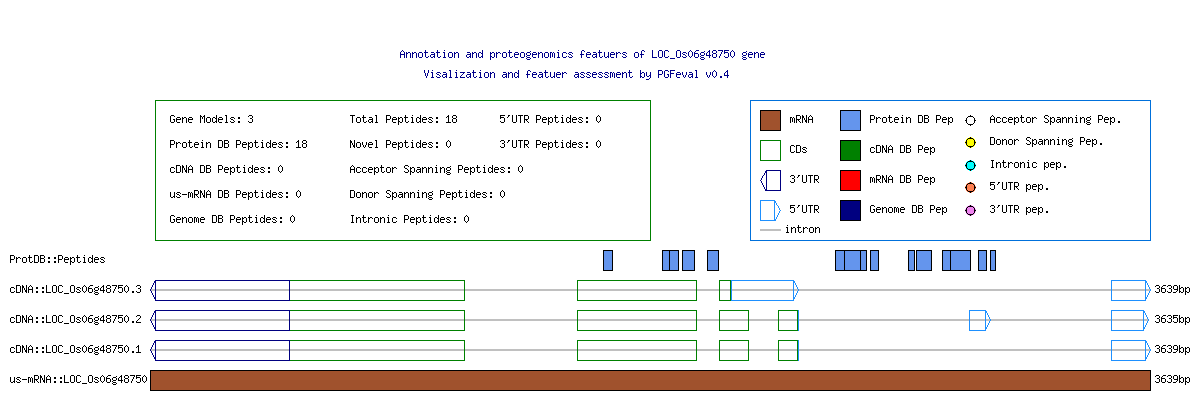 Annotation and proteogenomics featuers of LOC_Os06g48750 gene
Visalization and featuer assessment by PGFeval v0.4
Gene Models: 3 Total Peptides: 18 5'UTR Peptides: 0
Protein DB Peptides: 18 Novel Peptides: 0 3'UTR Peptides: 0
cDNA DB Peptides: 0 Acceptor Spanning Peptides: 0
us-mRNA DB Peptides: 0 Donor Spanning Peptides: 0
Genome DB Peptides: 0 Intronic Peptides: 0
mRNA Protein DB Pep Acceptor Spanning Pep.
CDs cDNA DB Pep Donor Spanning Pep.
3'UTR mRNA DB Pep Intronic pep.
5'UTR Genome DB Pep 5'UTR pep.
intron 3'UTR pep.
ProtDB::Peptides
cDNA::LOC_Os06g48750.3 3639bp
cDNA::LOC_Os06g48750.2 3635bp
cDNA::LOC_Os06g48750.1 3639bp
us-mRNA::LOC_Os06g48750 3639bp